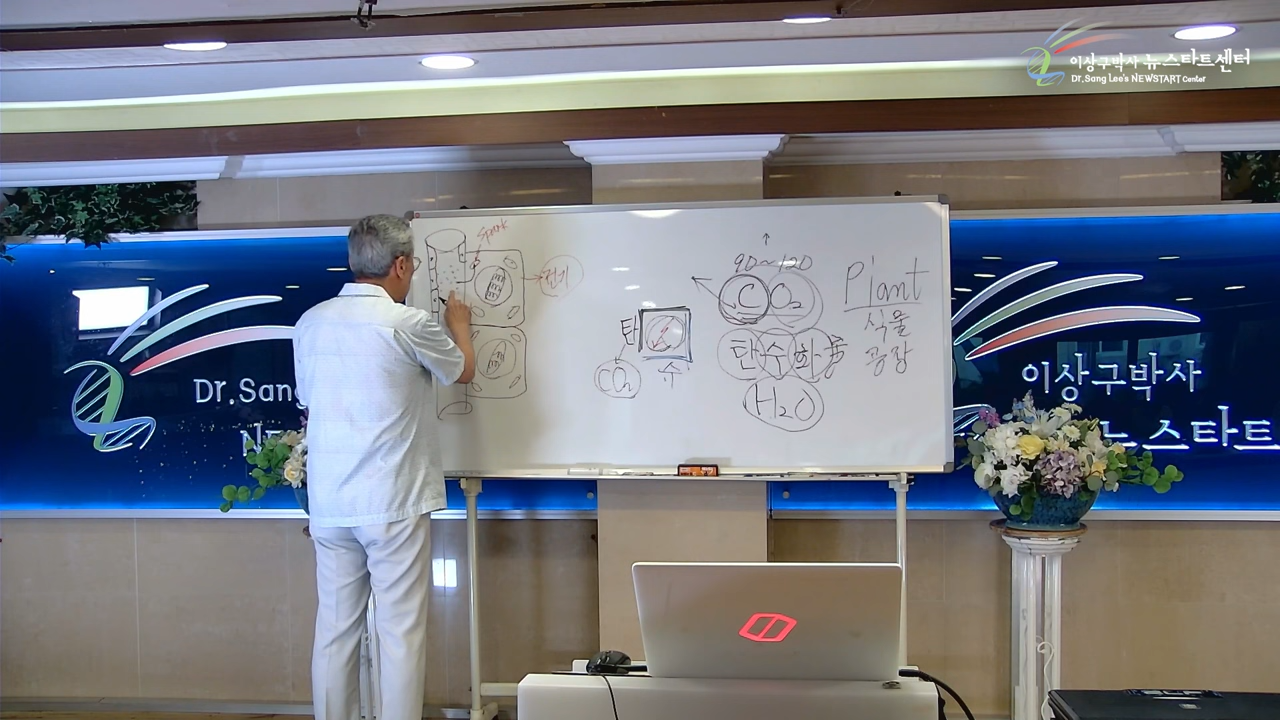 이상구박사 뉴스타트센터
Dr. Sang Lee's NEWSTART Center
Spark
전기
탄
CO2
수
90~120
CO2
탄수화물
H2O
Plant
식물
공장
Dr.Sang
이상구박사
뉴스타트